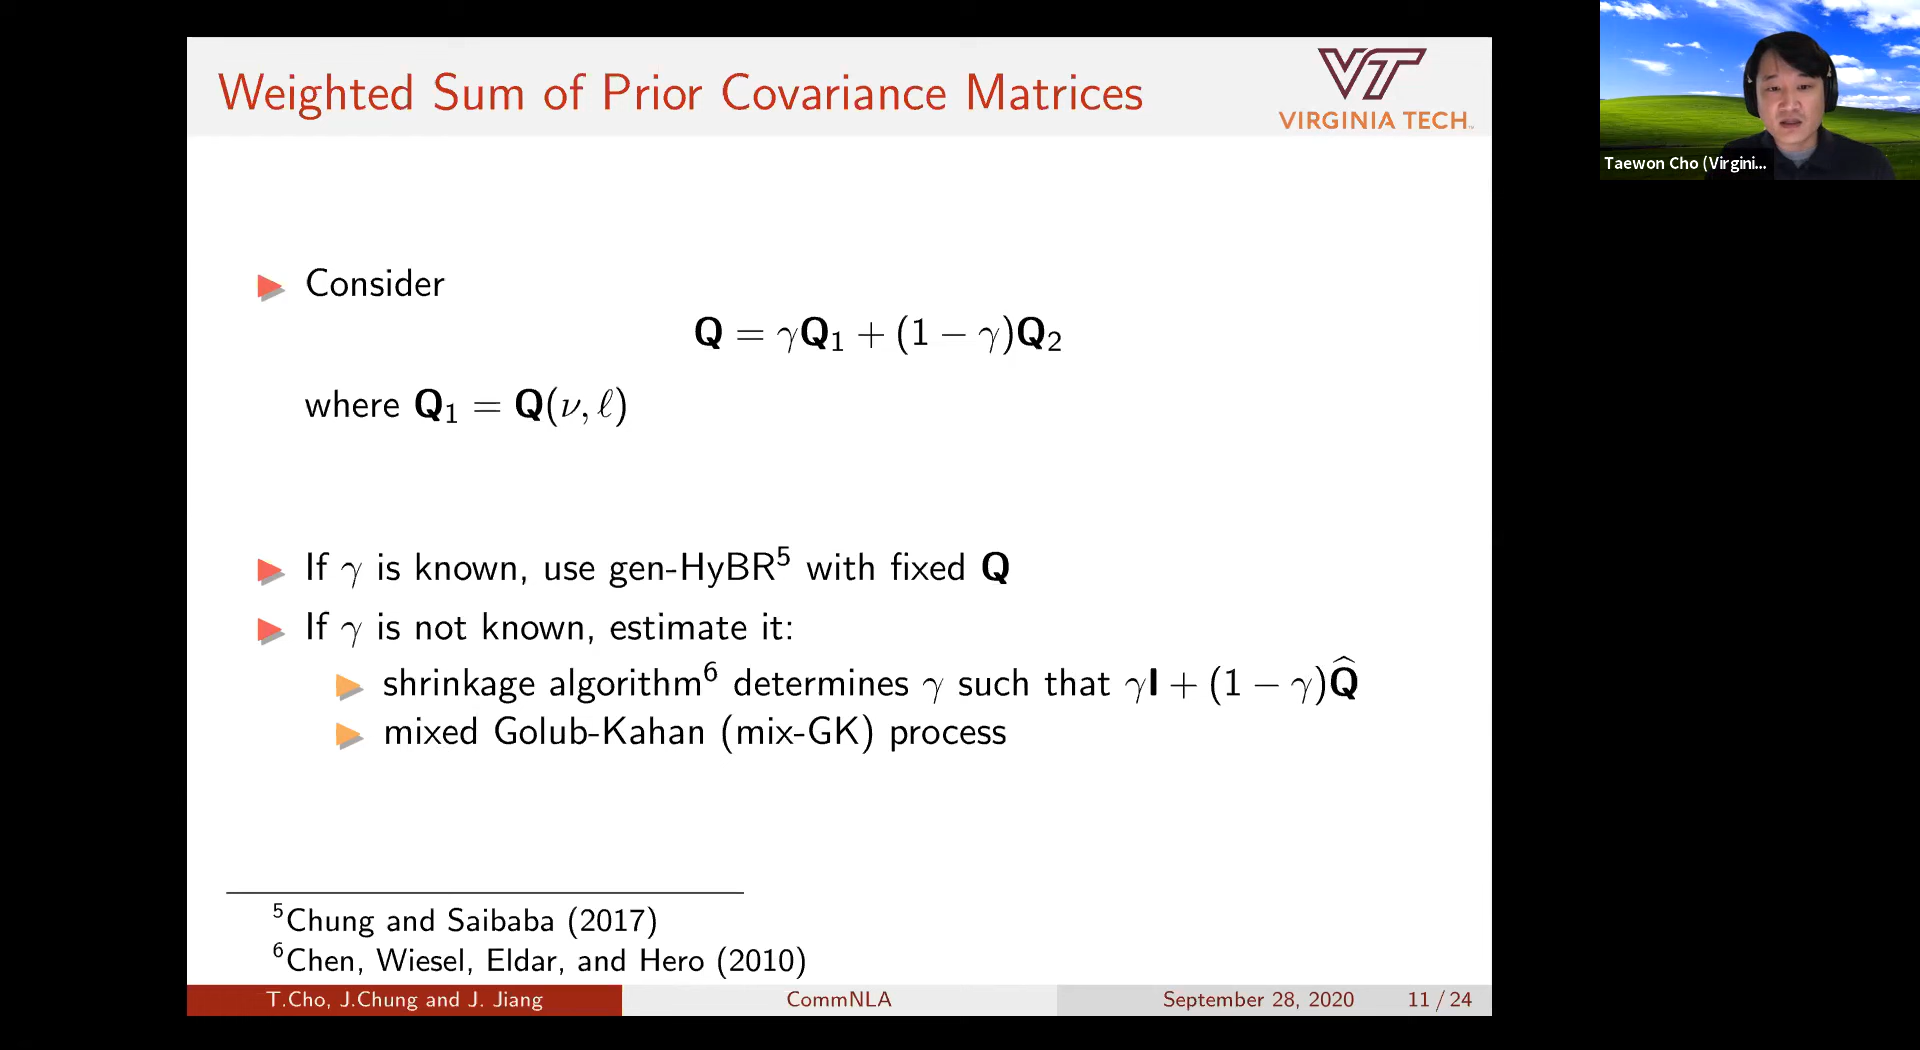 Weighted Sum of Prior Covariance Matrices
VT
VIRGINIA TECH™
Taewon Cho (Virgini...
Consider
𝐐 = γ𝐐₁ + (1 − γ)𝐐₂
where 𝐐₁ = 𝐐(ν, ℓ)
If γ is known, use gen-HyBR⁵ with fixed 𝐐
If γ is not known, estimate it:
shrinkage algorithm⁶ determines γ such that γ𝐈 + (1 − γ)𝐐̂
mixed Golub-Kahan (mix-GK) process
⁵Chung and Saibaba (2017)
⁶Chen, Wiesel, Eldar, and Hero (2010)
T.Cho, J.Chung and J. Jiang
CommNLA
September 28, 2020
11 / 24